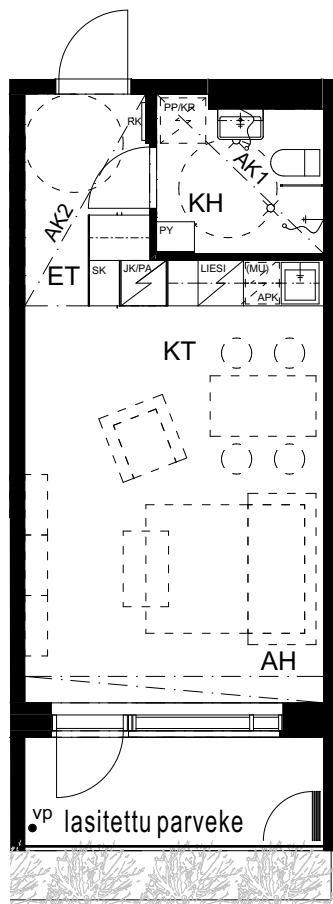 PP/KR
RK
AK1
KH
AK2
PY
ET
SK
JK/PA
LIESI
(MU)
APK
KT
AH
vp
lasitettu parveke